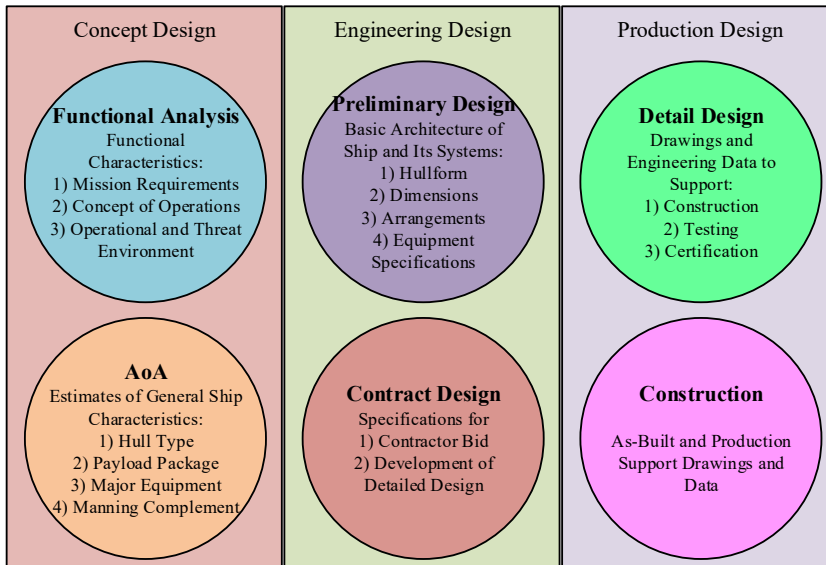 Concept Design
Functional Analysis
Functional
Characteristics:
1) Mission Requirements
2) Concept of Operations
3) Operational and Threat
Environment
AoA
Estimates of General Ship
Characteristics:
1) Hull Type
2) Payload Package
3) Major Equipment
4) Manning Complement
Engineering Design
Preliminary Design
Basic Architecture of
Ship and Its Systems:
1) Hullform
2) Dimensions
3) Arrangements
4) Equipment
Specifications
Contract Design
Specifications for
1) Contractor Bid
2) Development of
Detailed Design
Production Design
Detail Design
Drawings and
Engineering Data to
Support:
1) Construction
2) Testing
3) Certification
Construction
As-Built and Production
Support Drawings and
Data